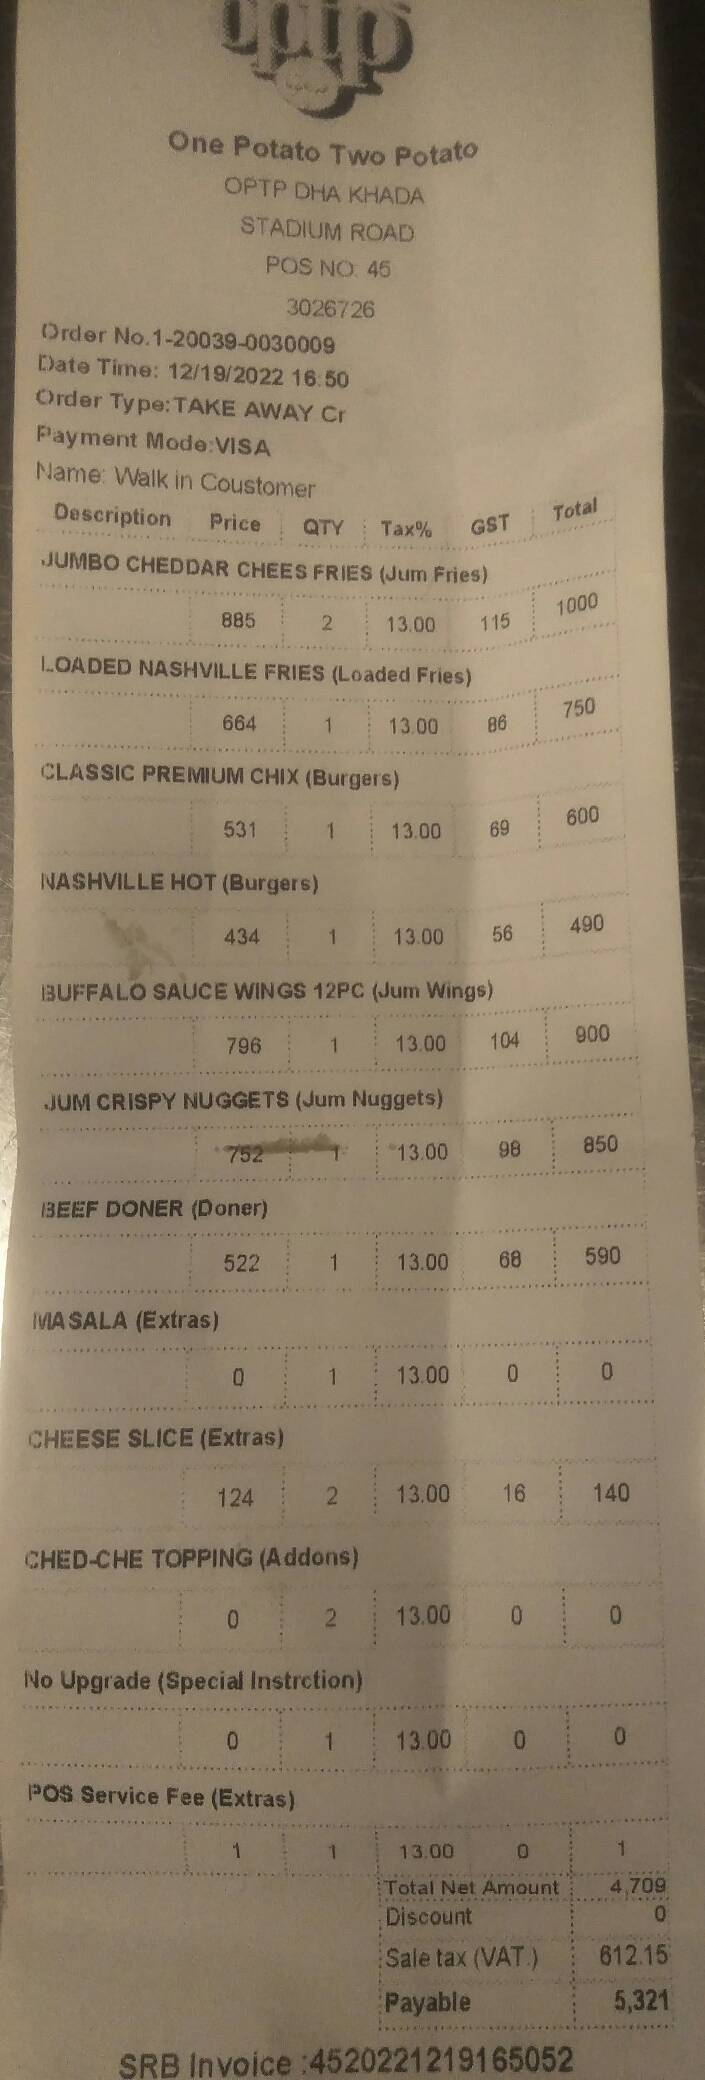 optp
One Potato Two Potato
OPTP DHA KHADA
STADIUM ROAD
POS NO: 45
3026726
Order No.1-20039-0030009
Date Time: 12/19/2022 16:50
Order Type:TAKE AWAY Cr
Payment Mode:VISA
Name: Walk in Coustomer
Description Price QTY Tax% GST Total
JUMBO CHEDDAR CHEES FRIES (Jum Fries)
885 2 13.00 115 1000
LOADED NASHVILLE FRIES (Loaded Fries)
664 1 13.00 86 750
CLASSIC PREMIUM CHIX (Burgers)
531 1 13.00 69 600
NASHVILLE HOT (Burgers)
434 1 13.00 56 490
BUFFALO SAUCE WINGS 12PC (Jum Wings)
796 1 13.00 104 900
JUM CRISPY NUGGETS (Jum Nuggets)
752 1 13.00 98 850
BEEF DONER (Doner)
522 1 13.00 68 590
MASALA (Extras)
0 1 13.00 0 0
CHEESE SLICE (Extras)
124 2 13.00 16 140
CHED-CHE TOPPING (Addons)
0 2 13.00 0 0
No Upgrade (Special Instrction)
0 1 13.00 0 0
POS Service Fee (Extras)
1 1 13.00 0 1
Total Net Amount 4,709
Discount 0
Sale tax (VAT.) 612.15
Payable 5,321
SRB Invoice :4520221219165052